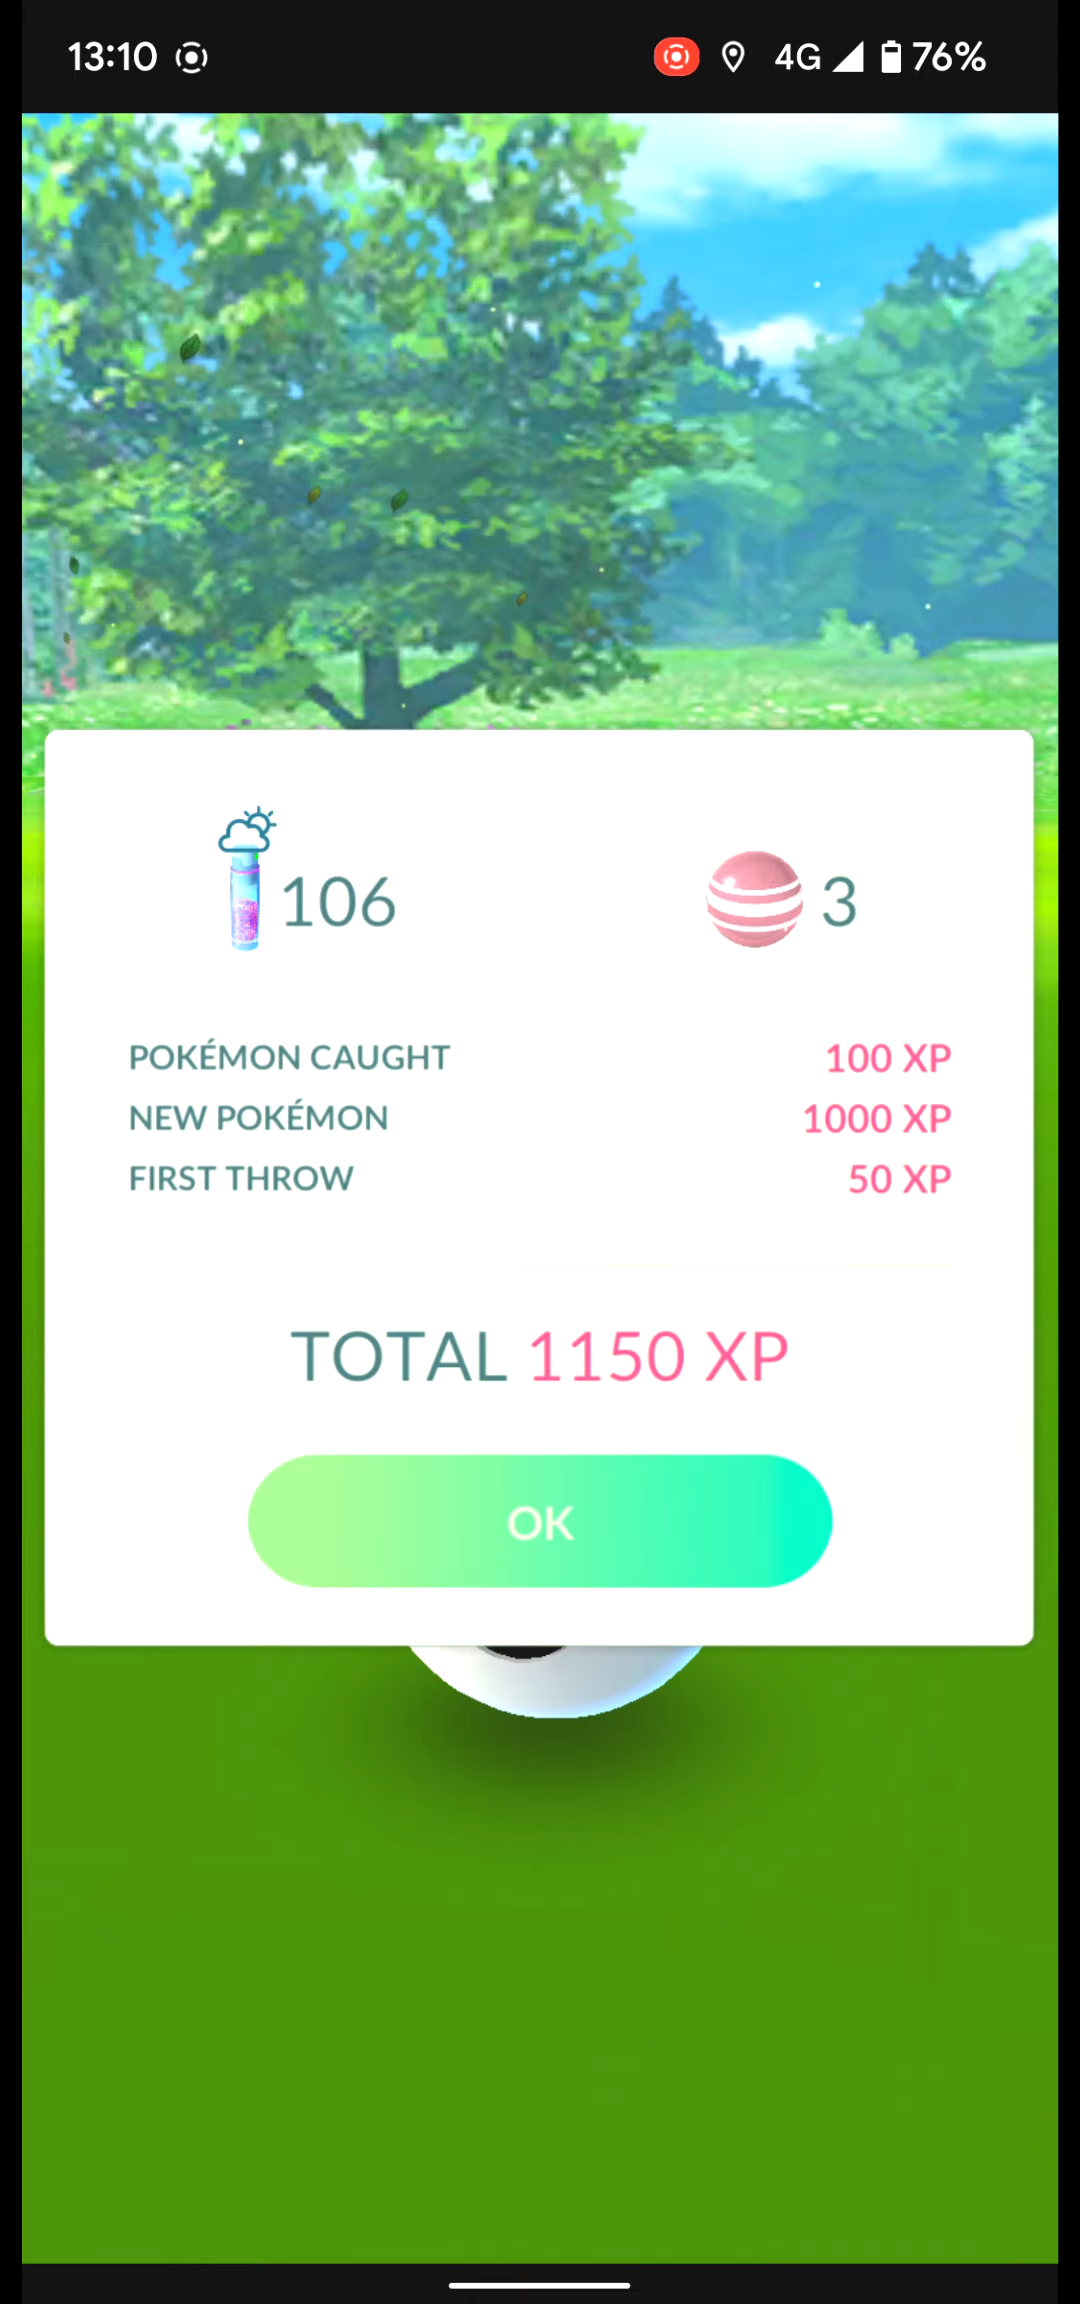 13:10 4G 76%
106 3
POKÉMON CAUGHT 100 XP
NEW POKÉMON 1000 XP
FIRST THROW 50 XP
TOTAL 1150 XP
OK